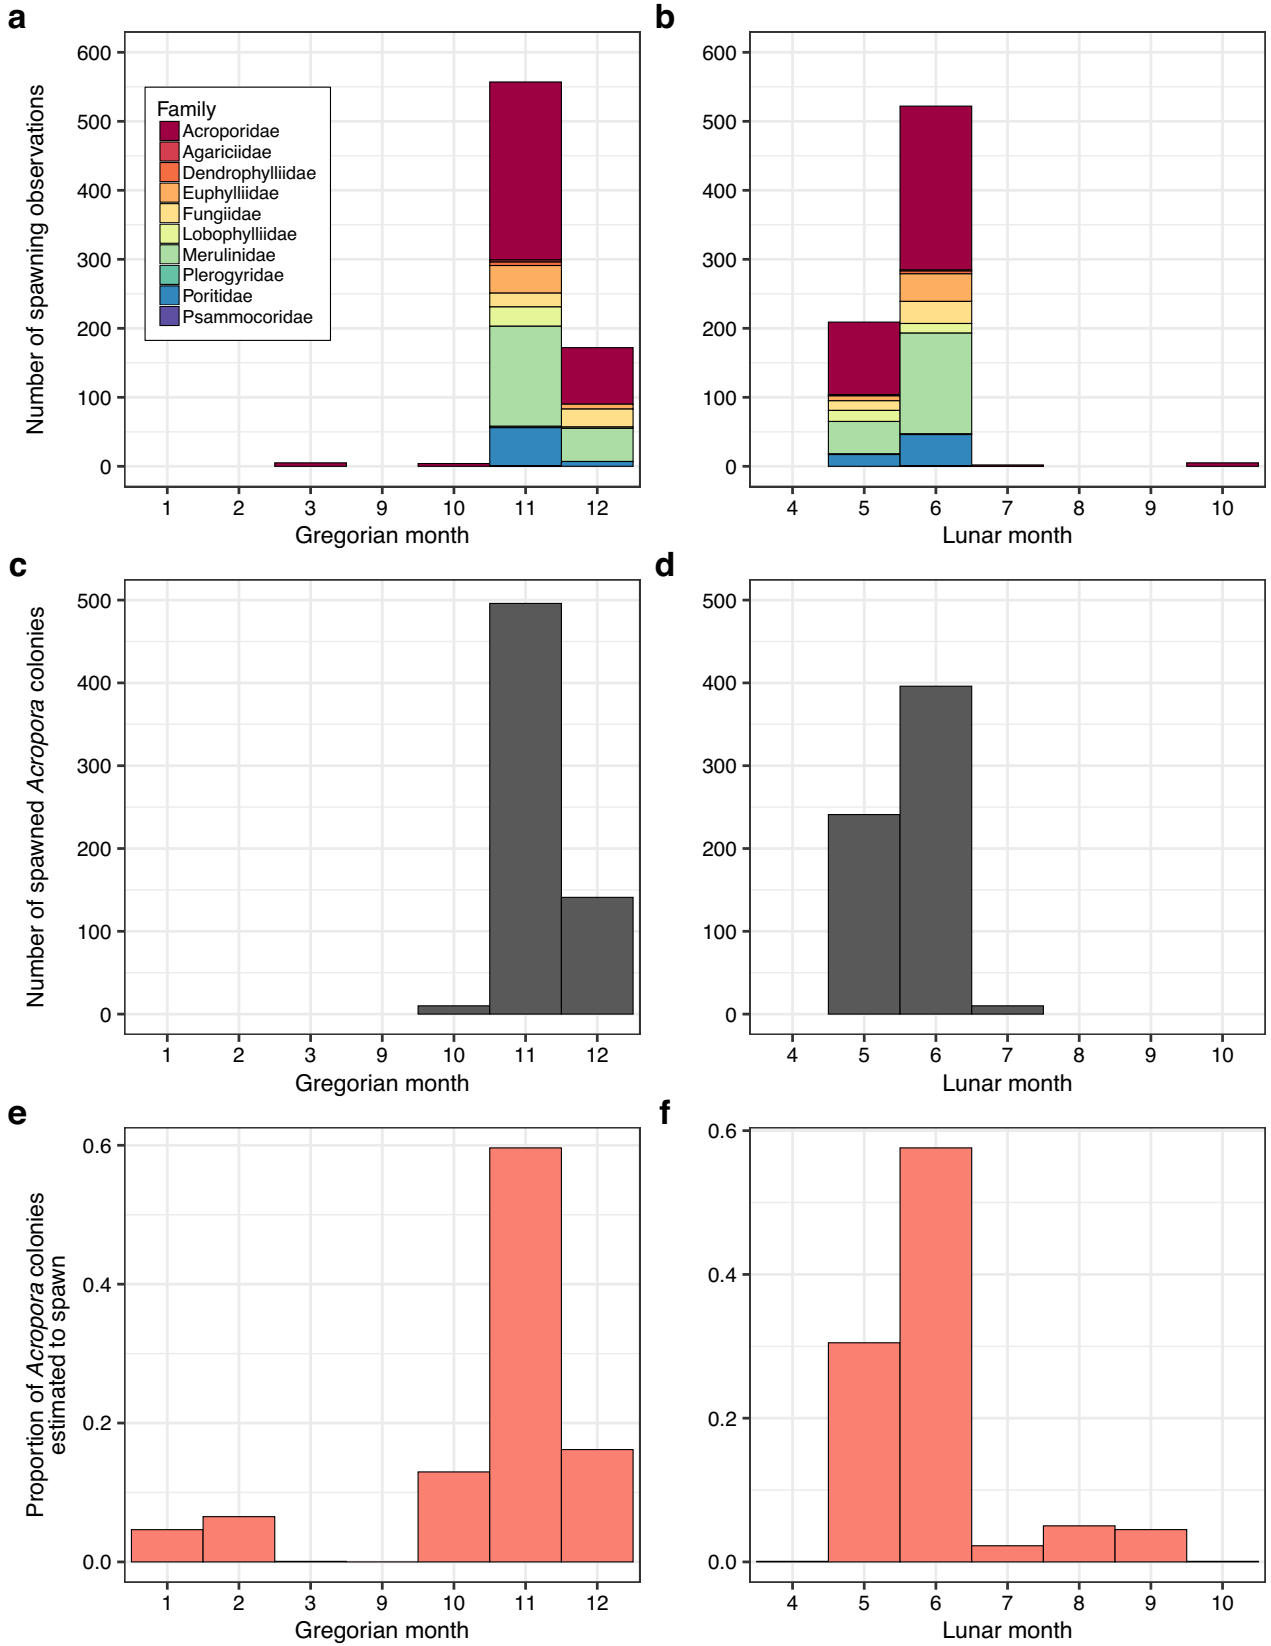 a
600
500
400
300
200
100
0
Number of spawning observations
Family
Acroporidae
Agariciidae
Dendrophylliidae
Euphylliidae
Fungiidae
Lobophylliidae
Merulinidae
Plerogyridae
Poritidae
Psammocoridae
1 2 3 9 10 11 12
Gregorian month
b
600
500
400
300
200
100
0
4 5 6 7 8 9 10
Lunar month
c
500
400
300
200
100
0
Number of spawned Acropora colonies
1 2 3 9 10 11 12
Gregorian month
d
500
400
300
200
100
0
4 5 6 7 8 9 10
Lunar month
e
0.6
0.4
0.2
0.0
Proportion of Acropora colonies
estimated to spawn
1 2 3 9 10 11 12
Gregorian month
f
0.6
0.4
0.2
0.0
4 5 6 7 8 9 10
Lunar month